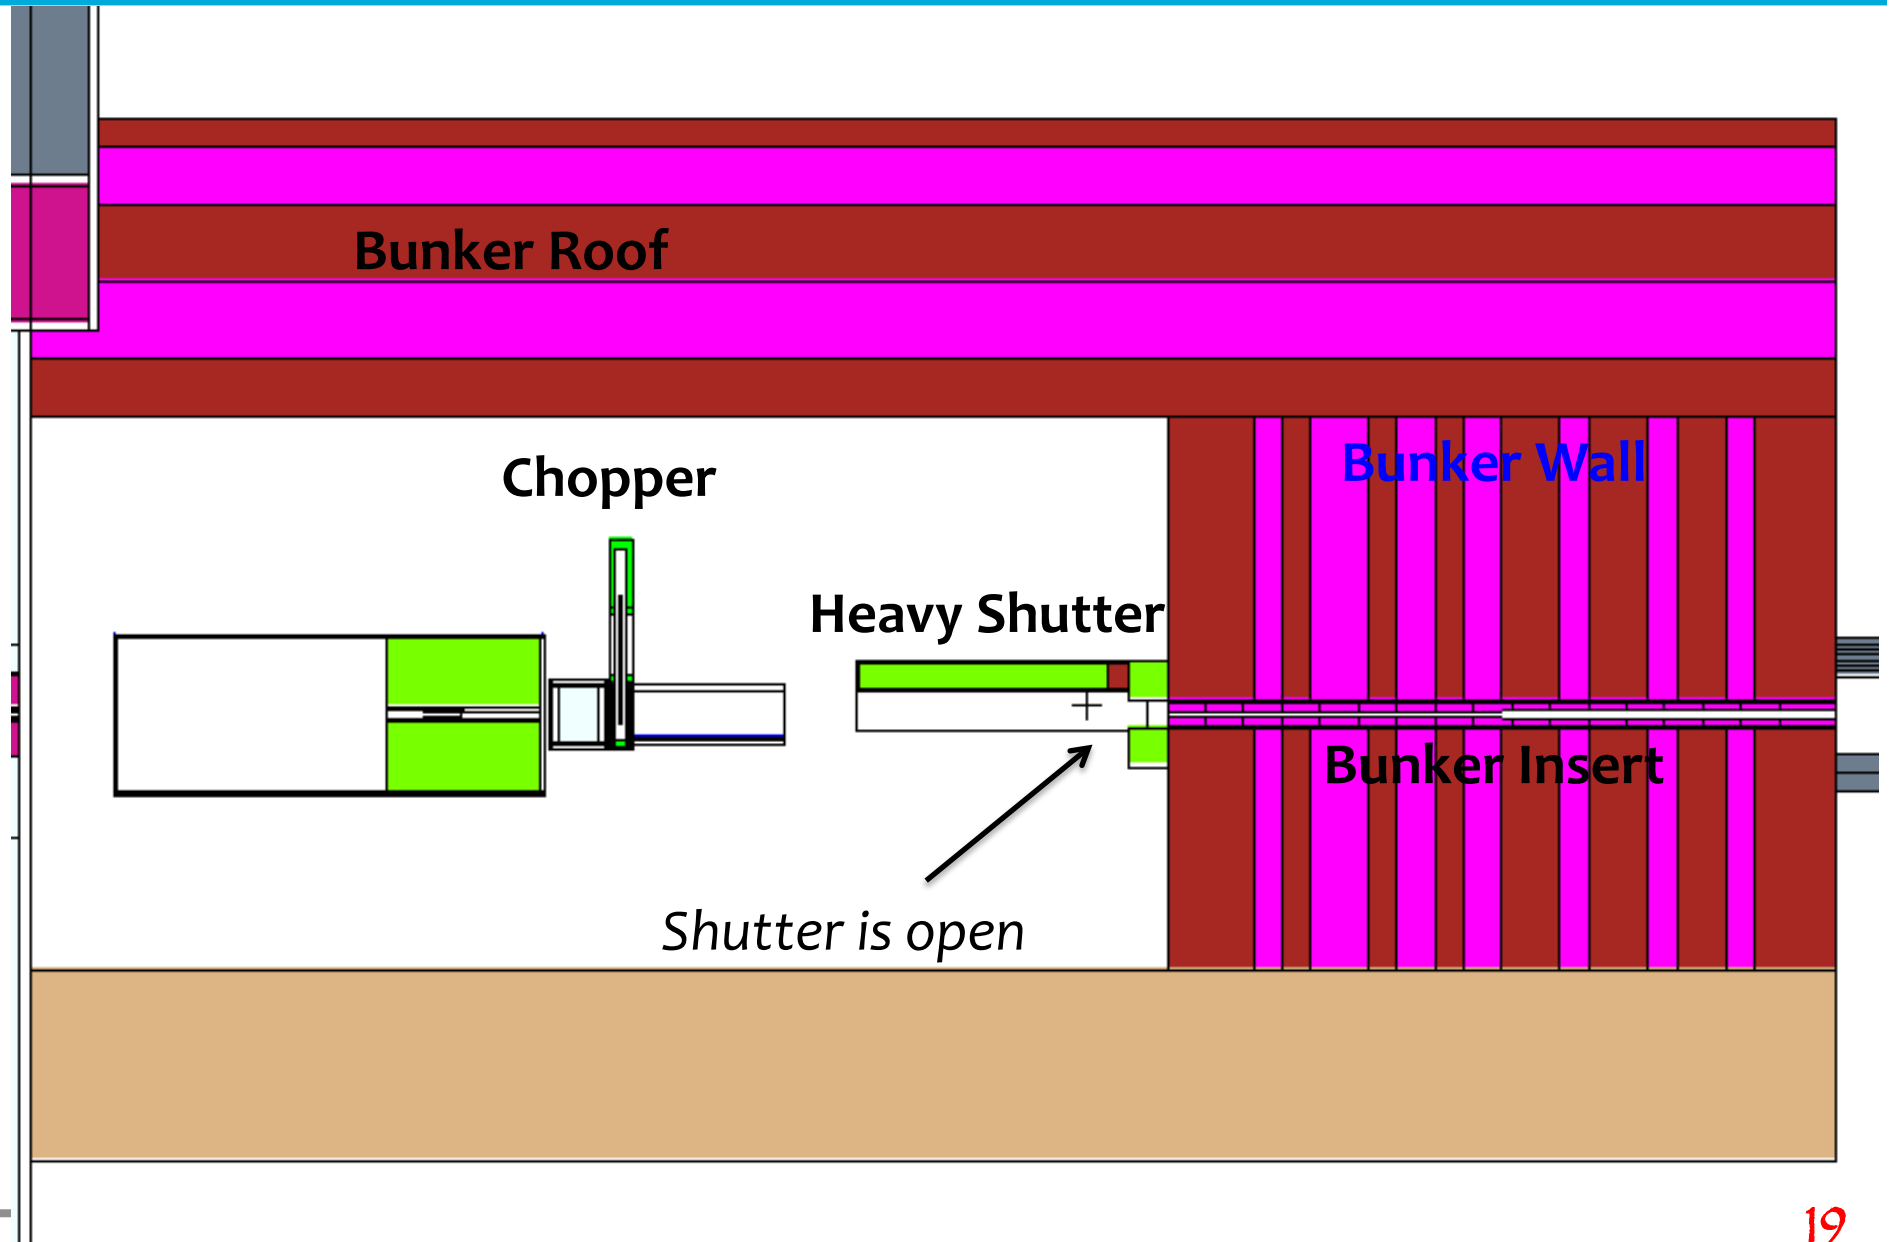 Bunker Roof
Bunker Wall
Chopper
Heavy Shutter
Bunker Insert
Shutter is open
19